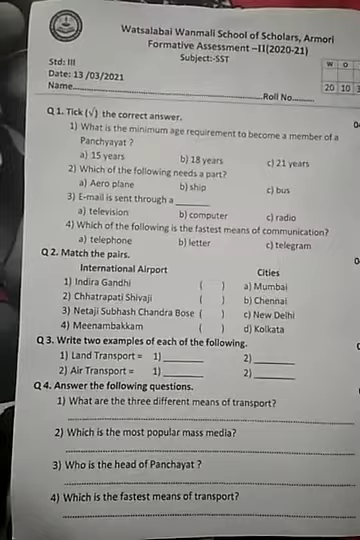 Watsalabai Wanmali School of Scholars, Armori
Formative Assessment –II(2020-21)
Subject:-SST
Std: III
Date: 13 /03/2021
W O
20 10
Name...Roll No.......
Q 1. Tick (√) the correct answer.
1) What is the minimum age requirement to become a member of a
Panchyayat ?
a) 15 years b) 18 years c) 21 years
2) Which of the following needs a part?
a) Aero plane b) ship c) bus
3) E-mail is sent through a ______
a) television b) computer c) radio
4) Which of the following is the fastest means of communication?
a) telephone b) letter c) telegram
Q 2. Match the pairs.
International Airport Cities
1) Indira Gandhi ( ) a) Mumbai
2) Chhatrapati Shivaji ( ) b) Chennai
3) Netaji Subhash Chandra Bose ( ) c) New Delhi
4) Meenambakkam ( ) d) Kolkata
Q 3. Write two examples of each of the following.
1) Land Transport = 1)______ 2)______
2) Air Transport = 1)______ 2)______
Q 4. Answer the following questions.
1) What are the three different means of transport?
2) Which is the most popular mass media?
3) Who is the head of Panchayat ?
4) Which is the fastest means of transport?